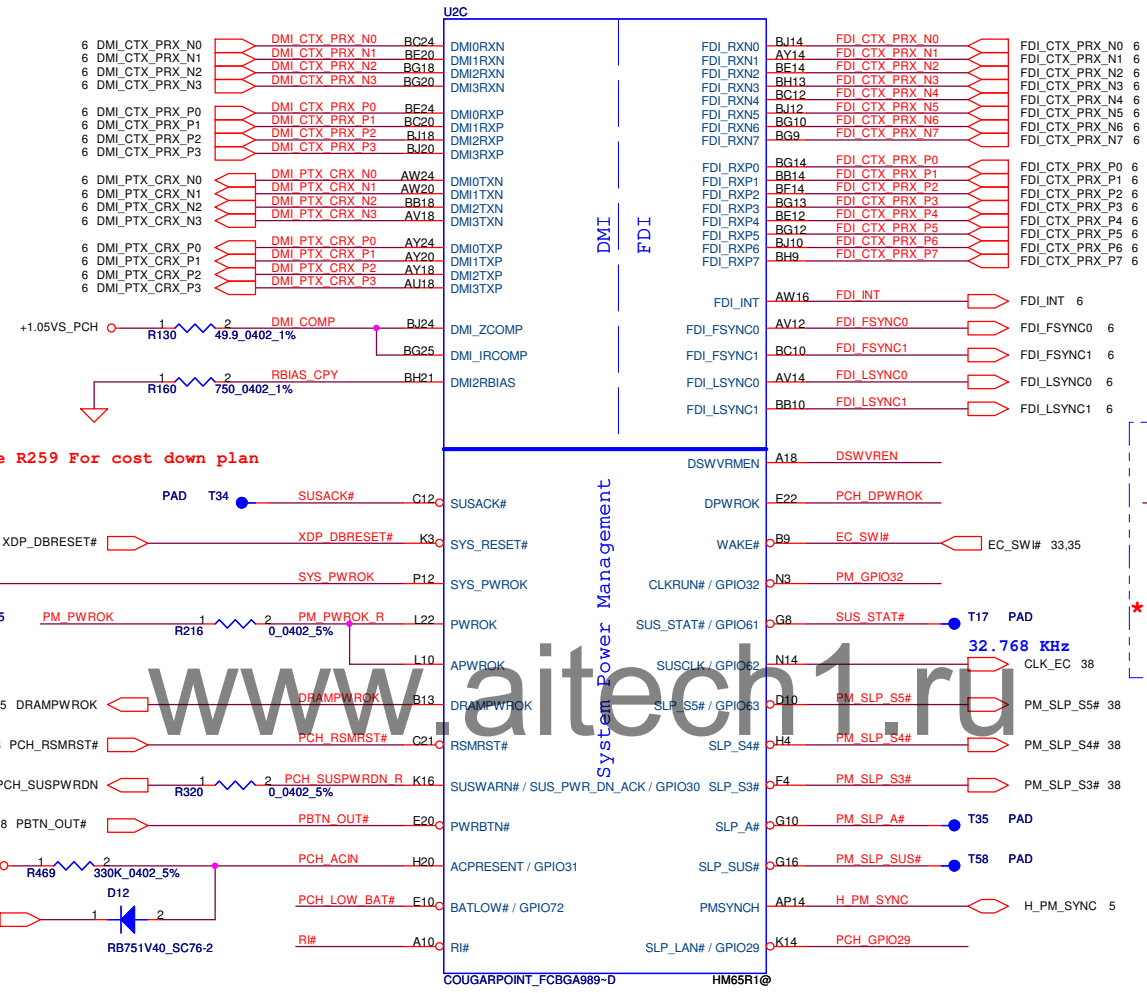 U2C
6 DMI_CTX_PRX_N0 DMI_CTX_PRX_N0 BC24 DMI0RXN FDI_RXN0 BJ14 FDI_CTX_PRX_N0 FDI_CTX_PRX_N0 6
6 DMI_CTX_PRX_N1 DMI_CTX_PRX_N1 BE20 DMI1RXN FDI_RXN1 AY14 FDI_CTX_PRX_N1 FDI_CTX_PRX_N1 6
6 DMI_CTX_PRX_N2 DMI_CTX_PRX_N2 BG18 DMI2RXN FDI_RXN2 BE14 FDI_CTX_PRX_N2 FDI_CTX_PRX_N2 6
6 DMI_CTX_PRX_N3 DMI_CTX_PRX_N3 BG20 DMI3RXN FDI_RXN3 BH13 FDI_CTX_PRX_N3 FDI_CTX_PRX_N3 6
FDI_RXN4 BC12 FDI_CTX_PRX_N4 FDI_CTX_PRX_N4 6
6 DMI_CTX_PRX_P0 DMI_CTX_PRX_P0 BE24 DMI0RXP FDI_RXN5 BJ12 FDI_CTX_PRX_N5 FDI_CTX_PRX_N5 6
6 DMI_CTX_PRX_P1 DMI_CTX_PRX_P1 BC20 DMI1RXP FDI_RXN6 BG10 FDI_CTX_PRX_N6 FDI_CTX_PRX_N6 6
6 DMI_CTX_PRX_P2 DMI_CTX_PRX_P2 BJ18 DMI2RXP FDI_RXN7 BG9 FDI_CTX_PRX_N7 FDI_CTX_PRX_N7 6
6 DMI_CTX_PRX_P3 DMI_CTX_PRX_P3 BJ20 DMI3RXP
FDI_RXP0 BG14 FDI_CTX_PRX_P0 FDI_CTX_PRX_P0 6
6 DMI_PTX_CRX_N0 DMI_PTX_CRX_N0 AW24 DMI0TXN FDI_RXP1 BB14 FDI_CTX_PRX_P1 FDI_CTX_PRX_P1 6
6 DMI_PTX_CRX_N1 DMI_PTX_CRX_N1 AW20 DMI1TXN FDI_RXP2 BF14 FDI_CTX_PRX_P2 FDI_CTX_PRX_P2 6
6 DMI_PTX_CRX_N2 DMI_PTX_CRX_N2 BB18 DMI2TXN FDI_RXP3 BG13 FDI_CTX_PRX_P3 FDI_CTX_PRX_P3 6
6 DMI_PTX_CRX_N3 DMI_PTX_CRX_N3 AV18 DMI3TXN FDI_RXP4 BE12 FDI_CTX_PRX_P4 FDI_CTX_PRX_P4 6
FDI_RXP5 BG12 FDI_CTX_PRX_P5 FDI_CTX_PRX_P5 6
6 DMI_PTX_CRX_P0 DMI_PTX_CRX_P0 AY24 DMI0TXP FDI_RXP6 BJ10 FDI_CTX_PRX_P6 FDI_CTX_PRX_P6 6
6 DMI_PTX_CRX_P1 DMI_PTX_CRX_P1 AY20 DMI1TXP FDI_RXP7 BH9 FDI_CTX_PRX_P7 FDI_CTX_PRX_P7 6
6 DMI_PTX_CRX_P2 DMI_PTX_CRX_P2 AY18 DMI2TXP
6 DMI_PTX_CRX_P3 DMI_PTX_CRX_P3 AU18 DMI3TXP
DMI FDI
FDI_INT AW16 FDI_INT FDI_INT 6
+1.05VS_PCH 1 2 DMI_COMP BJ24 DMI_ZCOMP FDI_FSYNC0 AV12 FDI_FSYNC0 FDI_FSYNC0 6
R130 49.9_0402_1%
BG25 DMI_IRCOMP FDI_FSYNC1 BC10 FDI_FSYNC1 FDI_FSYNC1 6
1 2 RBIAS_CPY BH21 DMI2RBIAS FDI_LSYNC0 AV14 FDI_LSYNC0 FDI_LSYNC0 6
R160 750_0402_1%
FDI_LSYNC1 BB10 FDI_LSYNC1 FDI_LSYNC1 6
e R259 For cost down plan
DSWVRMEN A18 DSWVREN
PAD T34 SUSACK# C12 SUSACK# DPWROK E22 PCH_DPWROK
XDP_DBRESET# XDP_DBRESET# K3 SYS_RESET# WAKE# B9 EC_SWI# EC_SWI# 33,35
SYS_PWROK P12 SYS_PWROK CLKRUN# / GPIO32 N3 PM_GPIO32
System Power Management
5 PM_PWROK 1 2 PM_PWROK_R L22 PWROK SUS_STAT# / GPIO61 G8 SUS_STAT# T17 PAD
R216 0_0402_5%
*
32.768 KHz
L10 APWROK SUSCLK / GPIO62 N14 CLK_EC 38
www.aitech1.ru
5 DRAMPWROK DRAMPWROK B13 DRAMPWROK SLP_S5# / GPIO63 D10 PM_SLP_S5# PM_SLP_S5# 38
PCH_RSMRST# PCH_RSMRST# C21 RSMRST# SLP_S4# H4 PM_SLP_S4# PM_SLP_S4# 38
PCH_SUSPWRDN 1 2 PCH_SUSPWRDN_R K16 SUSWARN# / SUS_PWR_DN_ACK / GPIO30 SLP_S3# F4 PM_SLP_S3# PM_SLP_S3# 38
R320 0_0402_5%
8 PBTN_OUT# PBTN_OUT# E20 PWRBTN# SLP_A# G10 PM_SLP_A# T35 PAD
1 2 PCH_ACIN H20 ACPRESENT / GPIO31 SLP_SUS# G16 PM_SLP_SUS# T58 PAD
R469 330K_0402_5%
D12
1 2 PCH_LOW_BAT# E10 BATLOW# / GPIO72 PMSYNCH AP14 H_PM_SYNC H_PM_SYNC 5
RB751V40_SC76-2
RI# A10 RI# SLP_LAN# / GPIO29 K14 PCH_GPIO29
COUGARPOINT_FCBGA989~D HM65R1@